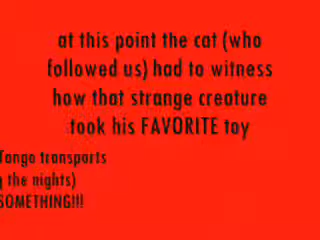 at this point the cat (who
followed us) had to witness
how that strange creature
took his FAVORITE toy
Tango transports
g the nights)
SOMETHING!!!